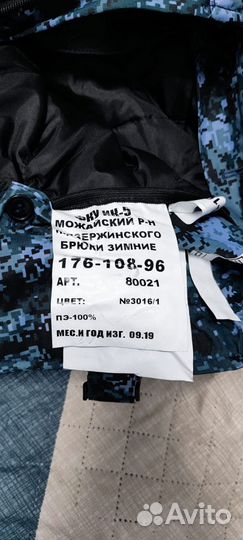 МОЖАЙСКИЙ Р-Н
БРЮКИ ЗИМНИЕ
176-108-96
АРТ. 80021
ЦВЕТ: №3016/1
ПЭ-100%
МЕС.И ГОД ИЗГ. 09.19
Avito